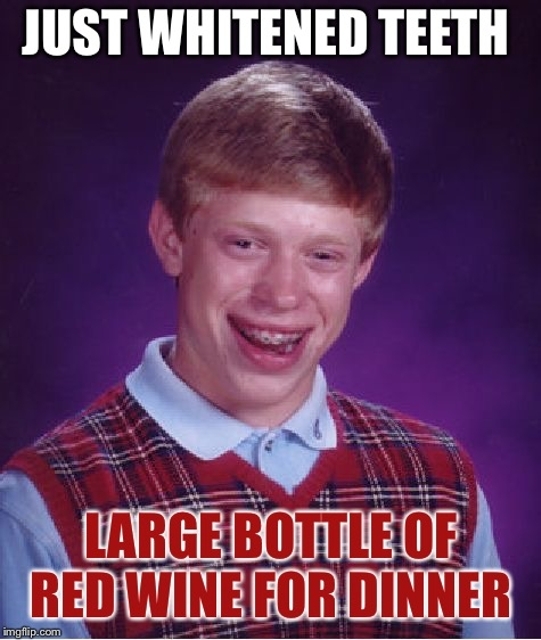 JUST WHITENED TEETH
LARGE BOTTLE OF
RED WINE FOR DINNER
imgflip.com